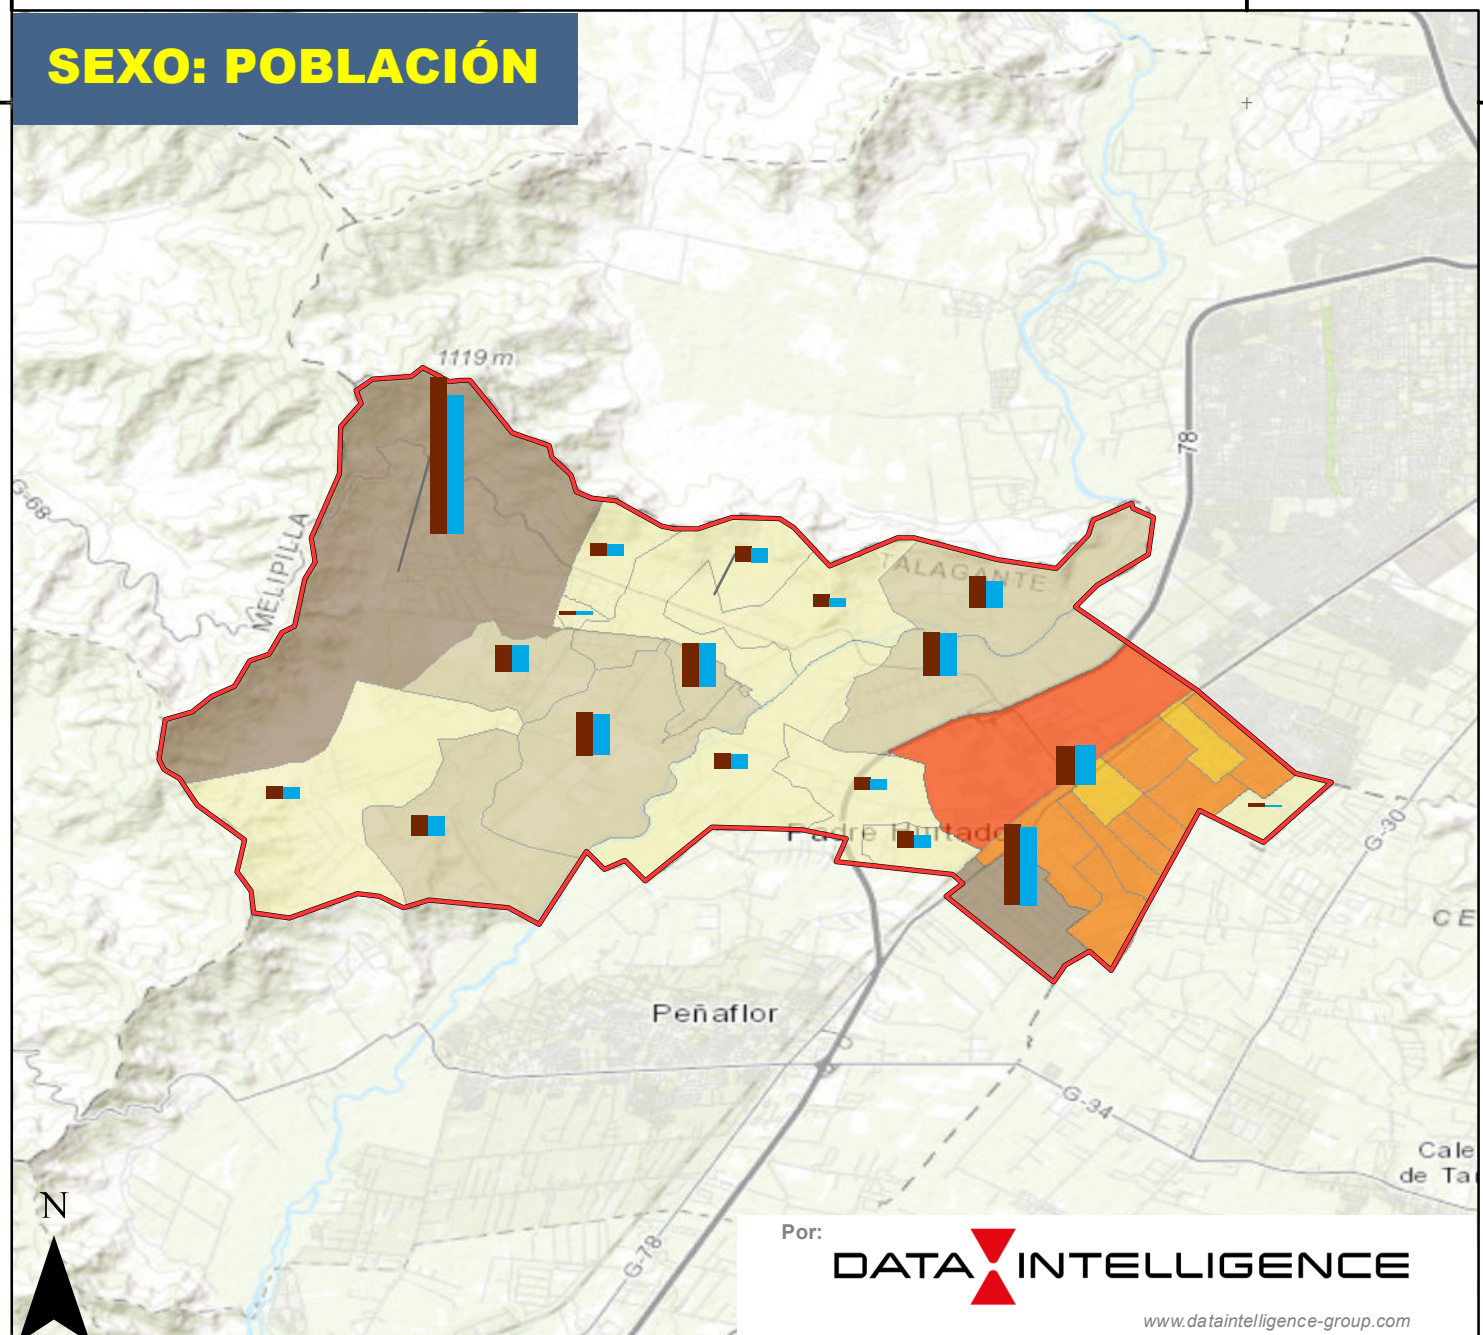 SEXO: POBLACIÓN
1119 m
78
G-68
MELIPILLA
TALAGANTE
Padre Hurtado
G-30
CE
Peñaflor
G-34
Cale
de Ta
N
G-78
Por:
DATA INTELLIGENCE
www.dataintelligence-group.com